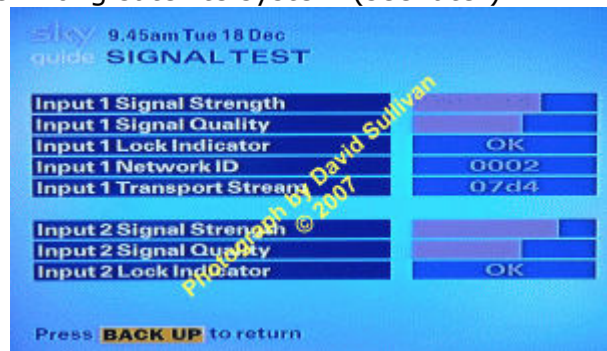 sky 9.45am Tue 18 Dec
guide SIGNAL TEST
Input 1 Signal Strength
Input 1 Signal Quality
Input 1 Lock Indicator OK
Input 1 Network ID 0002
Input 1 Transport Stream 07d4
Input 2 Signal Strength
Input 2 Signal Quality
Input 2 Lock Indicator OK
Photograph by David Sullivan
© 2007
Press BACK UP to return